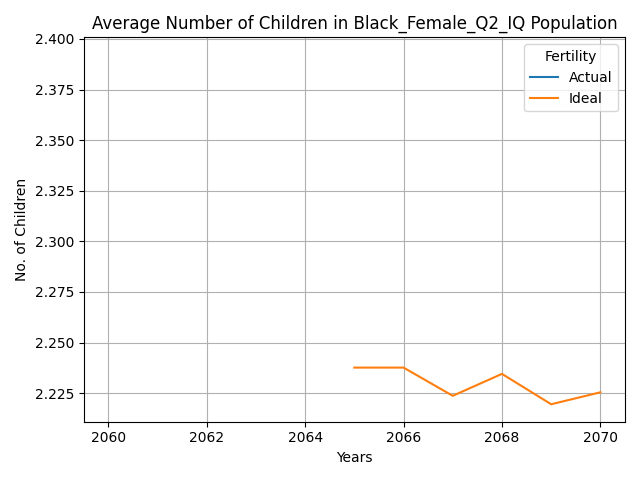 Average Number of Children in Black_Female_Q2_IQ Population
2.400
2.375
2.350
2.325
2.300
2.275
2.250
2.225
No. of Children
Fertility
Actual
Ideal
2060
2062
2064
2066
2068
2070
Years